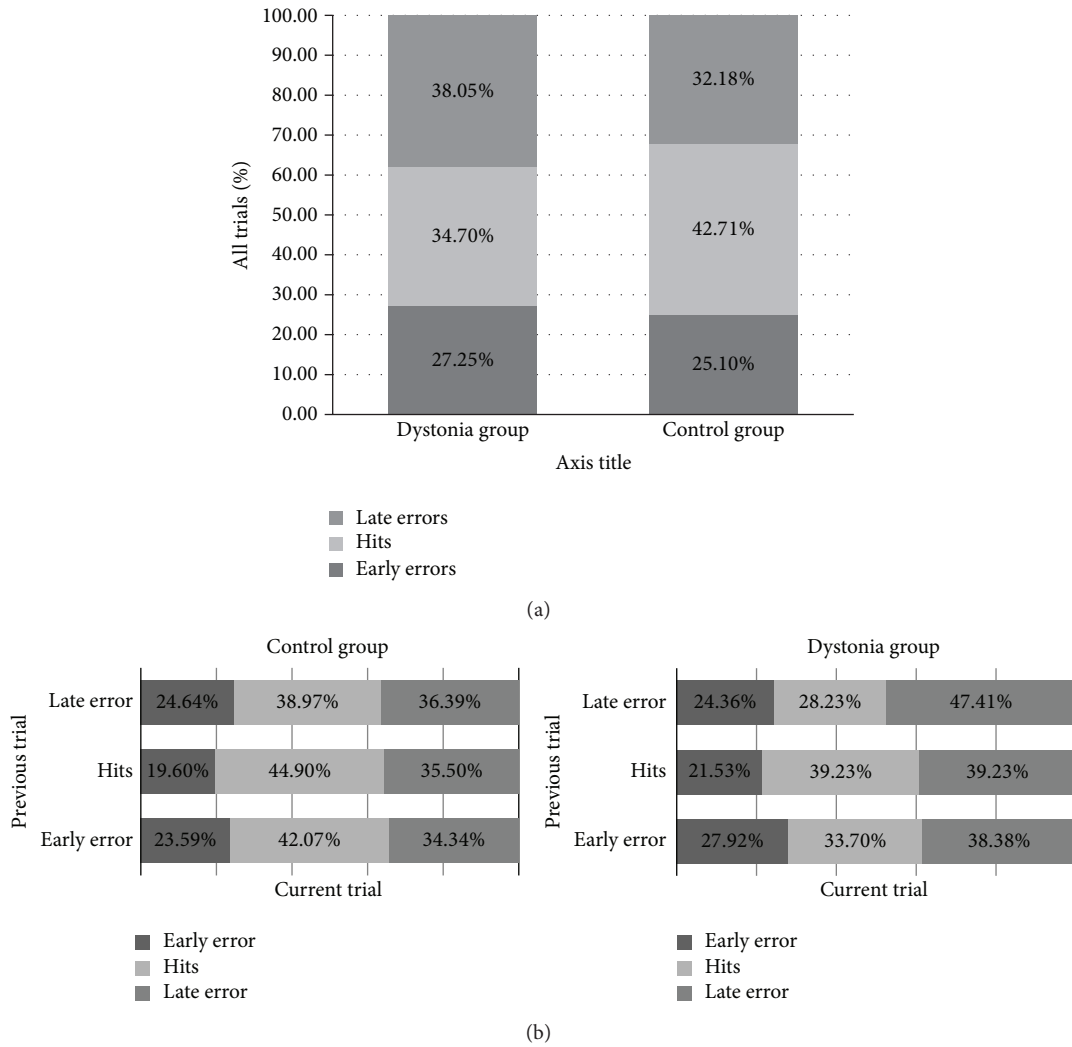 100.00
90.00
80.00
70.00
60.00
50.00
40.00
30.00
20.00
10.00
0.00
All trials (%)
38.05%
34.70%
27.25%
32.18%
42.71%
25.10%
Dystonia group
Control group
Axis title
Late errors
Hits
Early errors
(a)
Control group
Previous trial
Late error
24.64% 38.97% 36.39%
Hits
19.60% 44.90% 35.50%
Early error
23.59% 42.07% 34.34%
Current trial
Early error
Hits
Late error
Dystonia group
Previous trial
Late error
24.36% 28.23% 47.41%
Hits
21.53% 39.23% 39.23%
Early error
27.92% 33.70% 38.38%
Current trial
Early error
Hits
Late error
(b)